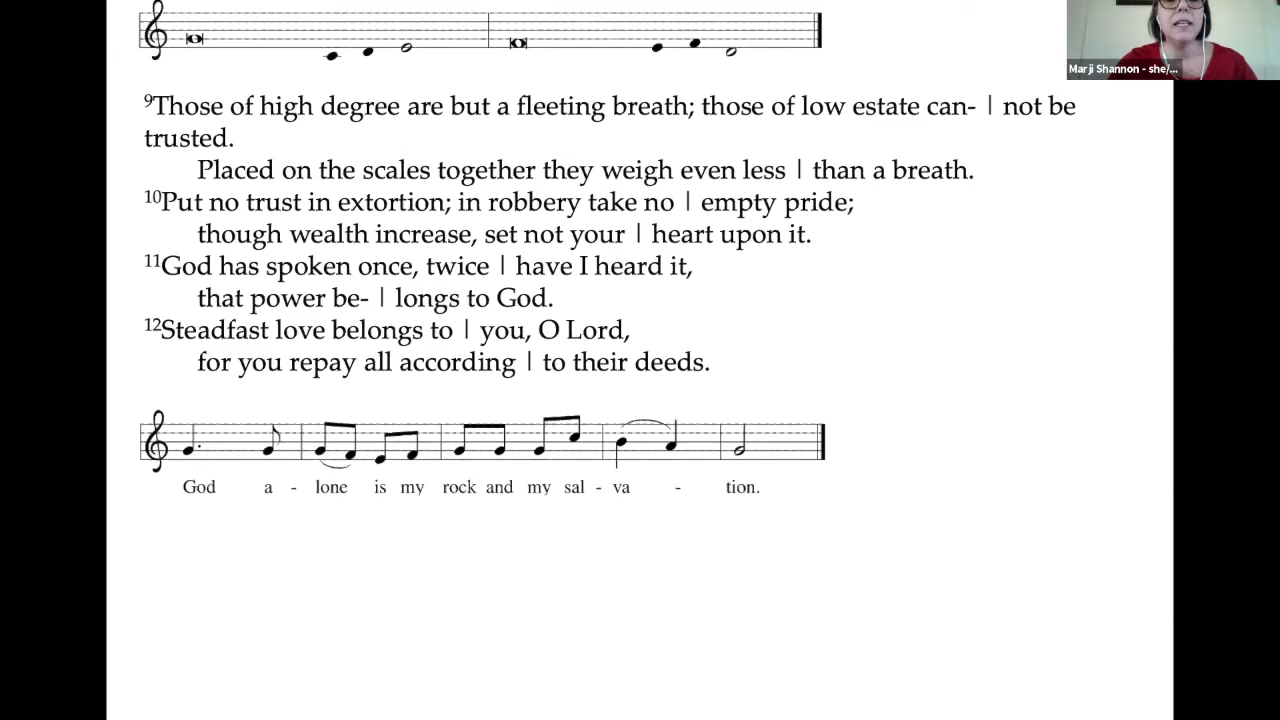 Marji Shannon - she/...
⁹Those of high degree are but a fleeting breath; those of low estate can- | not be
trusted.
Placed on the scales together they weigh even less | than a breath.
¹⁰Put no trust in extortion; in robbery take no | empty pride;
though wealth increase, set not your | heart upon it.
¹¹God has spoken once, twice | have I heard it,
that power be- | longs to God.
¹²Steadfast love belongs to | you, O Lord,
for you repay all according | to their deeds.
God a - lone is my rock and my sal - va - tion.